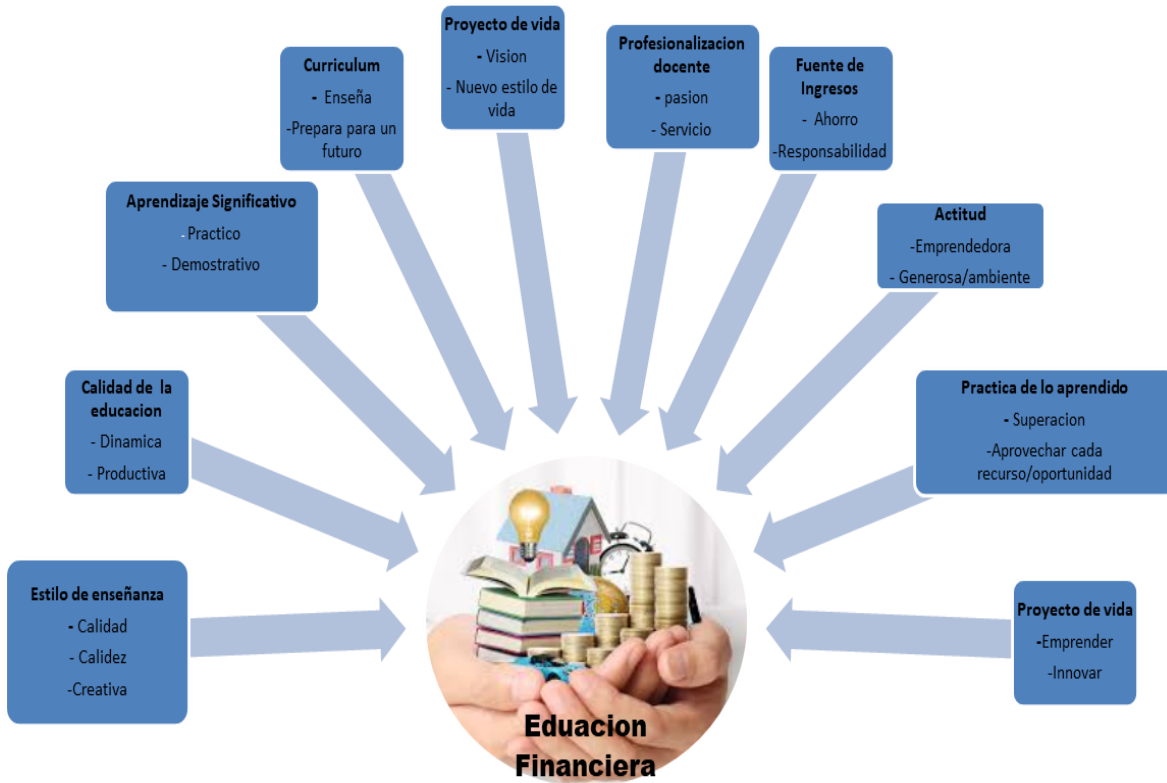 Estilo de enseñanza
- Calidad
- Calidez
-Creativa
Calidad de la
educacion
- Dinamica
- Productiva
Aprendizaje Significativo
- Practico
- Demostrativo
Curriculum
- Enseña
-Prepara para un
futuro
Proyecto de vida
- Vision
- Nuevo estilo de
vida
Profesionalizacion
docente
- pasion
- Servicio
Fuente de
Ingresos
- Ahorro
-Responsabilidad
Actitud
-Emprendedora
- Generosa/ambiente
Practica de lo aprendido
- Superacion
-Aprovechar cada
recurso/oportunidad
Proyecto de vida
-Emprender
-Innovar
Eduacion
Financiera